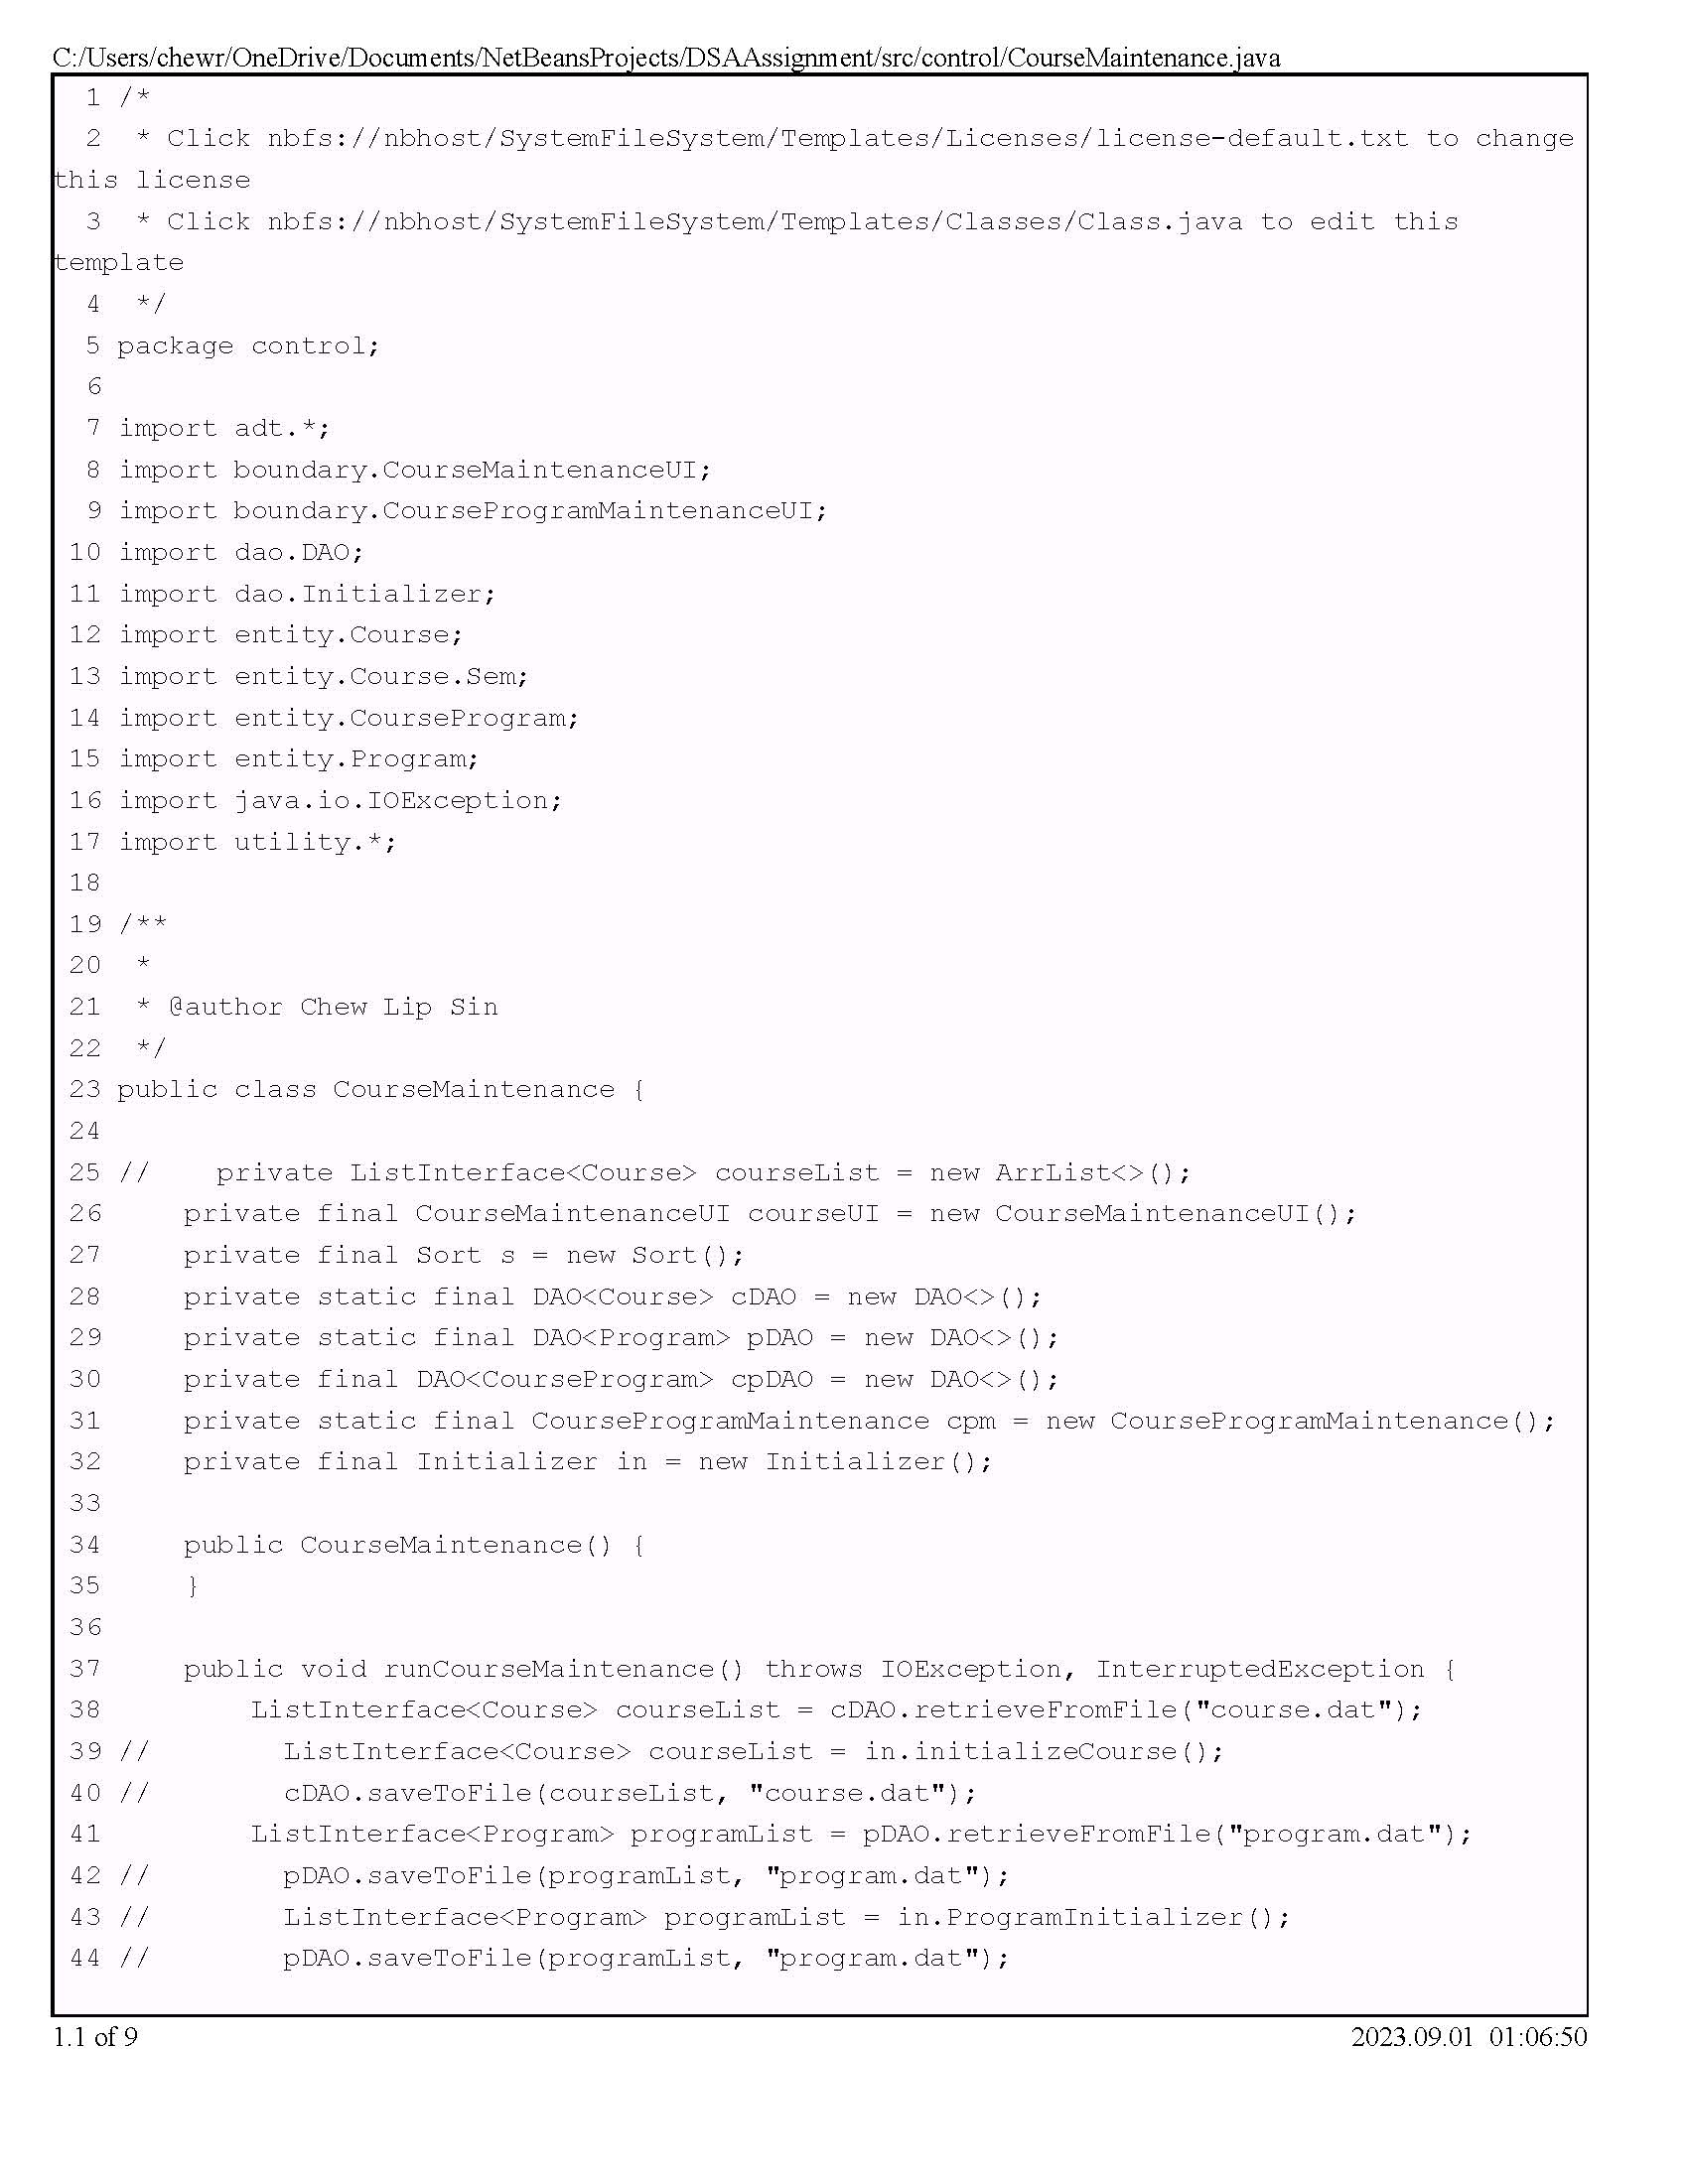 C:/Users/chewr/OneDrive/Documents/NetBeansProjects/DSAAssignment/src/control/CourseMaintenance.java
1 /*
2  * Click nbfs://nbhost/SystemFileSystem/Templates/Licenses/license-default.txt to change
this license
3  * Click nbfs://nbhost/SystemFileSystem/Templates/Classes/Class.java to edit this
template
4  */
5 package control;
6
7 import adt.*;
8 import boundary.CourseMaintenanceUI;
9 import boundary.CourseProgramMaintenanceUI;
10 import dao.DAO;
11 import dao.Initializer;
12 import entity.Course;
13 import entity.Course.Sem;
14 import entity.CourseProgram;
15 import entity.Program;
16 import java.io.IOException;
17 import utility.*;
18
19 /**
20  *
21  * @author Chew Lip Sin
22  */
23 public class CourseMaintenance {
24
25 //    private ListInterface<Course> courseList = new ArrList<>();
26     private final CourseMaintenanceUI courseUI = new CourseMaintenanceUI();
27     private final Sort s = new Sort();
28     private static final DAO<Course> cDAO = new DAO<>();
29     private static final DAO<Program> pDAO = new DAO<>();
30     private final DAO<CourseProgram> cpDAO = new DAO<>();
31     private static final CourseProgramMaintenance cpm = new CourseProgramMaintenance();
32     private final Initializer in = new Initializer();
33
34     public CourseMaintenance() {
35     }
36
37     public void runCourseMaintenance() throws IOException, InterruptedException {
38         ListInterface<Course> courseList = cDAO.retrieveFromFile("course.dat");
39 //        ListInterface<Course> courseList = in.initializeCourse();
40 //        cDAO.saveToFile(courseList, "course.dat");
41         ListInterface<Program> programList = pDAO.retrieveFromFile("program.dat");
42 //        pDAO.saveToFile(programList, "program.dat");
43 //        ListInterface<Program> programList = in.ProgramInitializer();
44 //        pDAO.saveToFile(programList, "program.dat");
1.1 of 9
2023.09.01 01:06:50